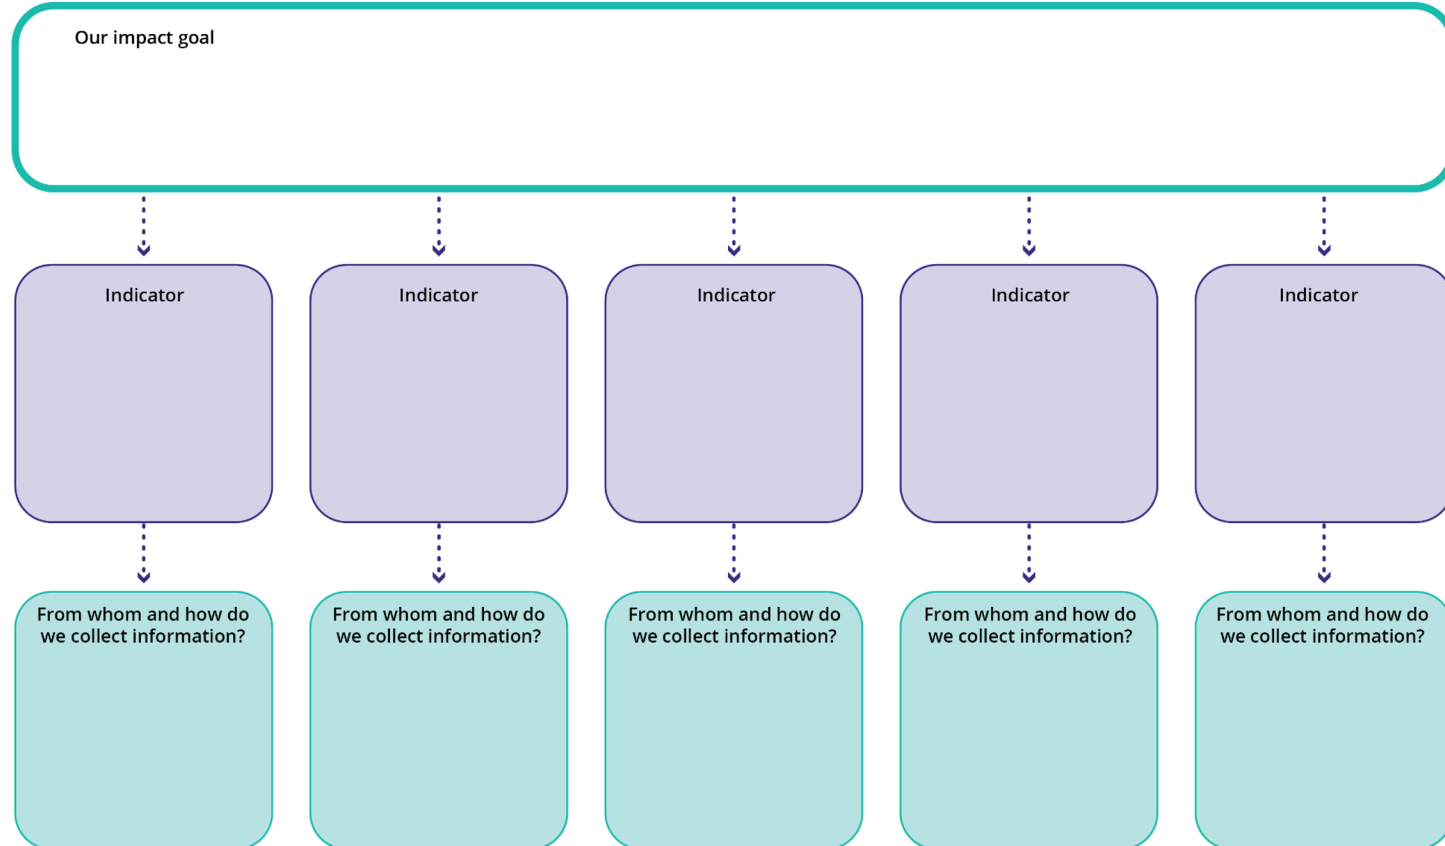 Our impact goal
Indicator
Indicator
Indicator
Indicator
Indicator
From whom and how do
we collect information?
From whom and how do
we collect information?
From whom and how do
we collect information?
From whom and how do
we collect information?
From whom and how do
we collect information?